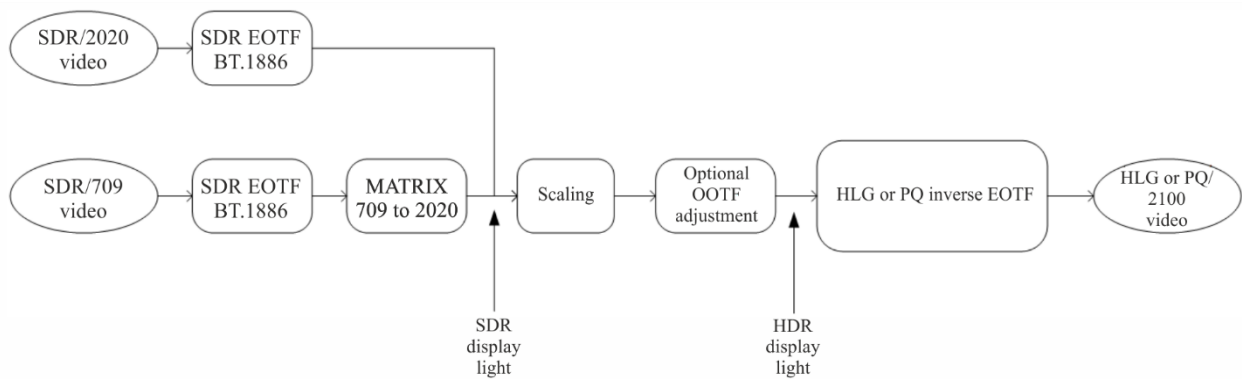 SDR/2020
video
SDR EOTF
BT.1886
SDR/709
video
SDR EOTF
BT.1886
MATRIX
709 to 2020
Scaling
Optional
OOTF
adjustment
HLG or PQ inverse EOTF
HLG or PQ/
2100
video
SDR
display
light
HDR
display
light